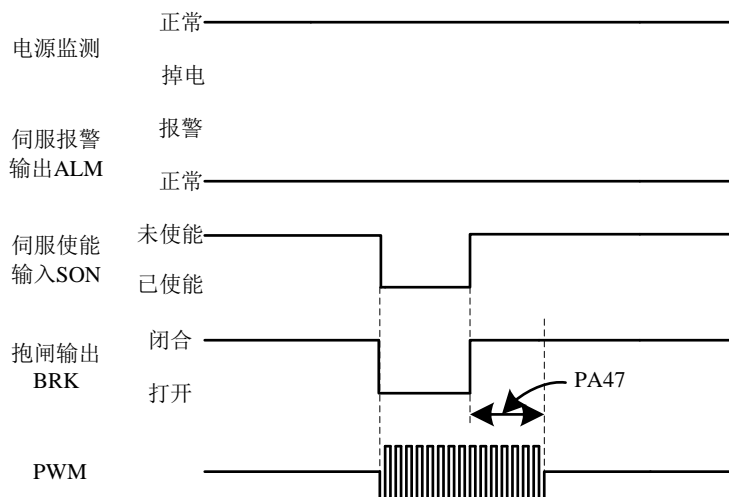 正常
电源监测
掉电
报警
伺服报警
输出ALM
正常
未使能
伺服使能
输入SON
已使能
闭合
抱闸输出
BRK
打开
PA47
PWM